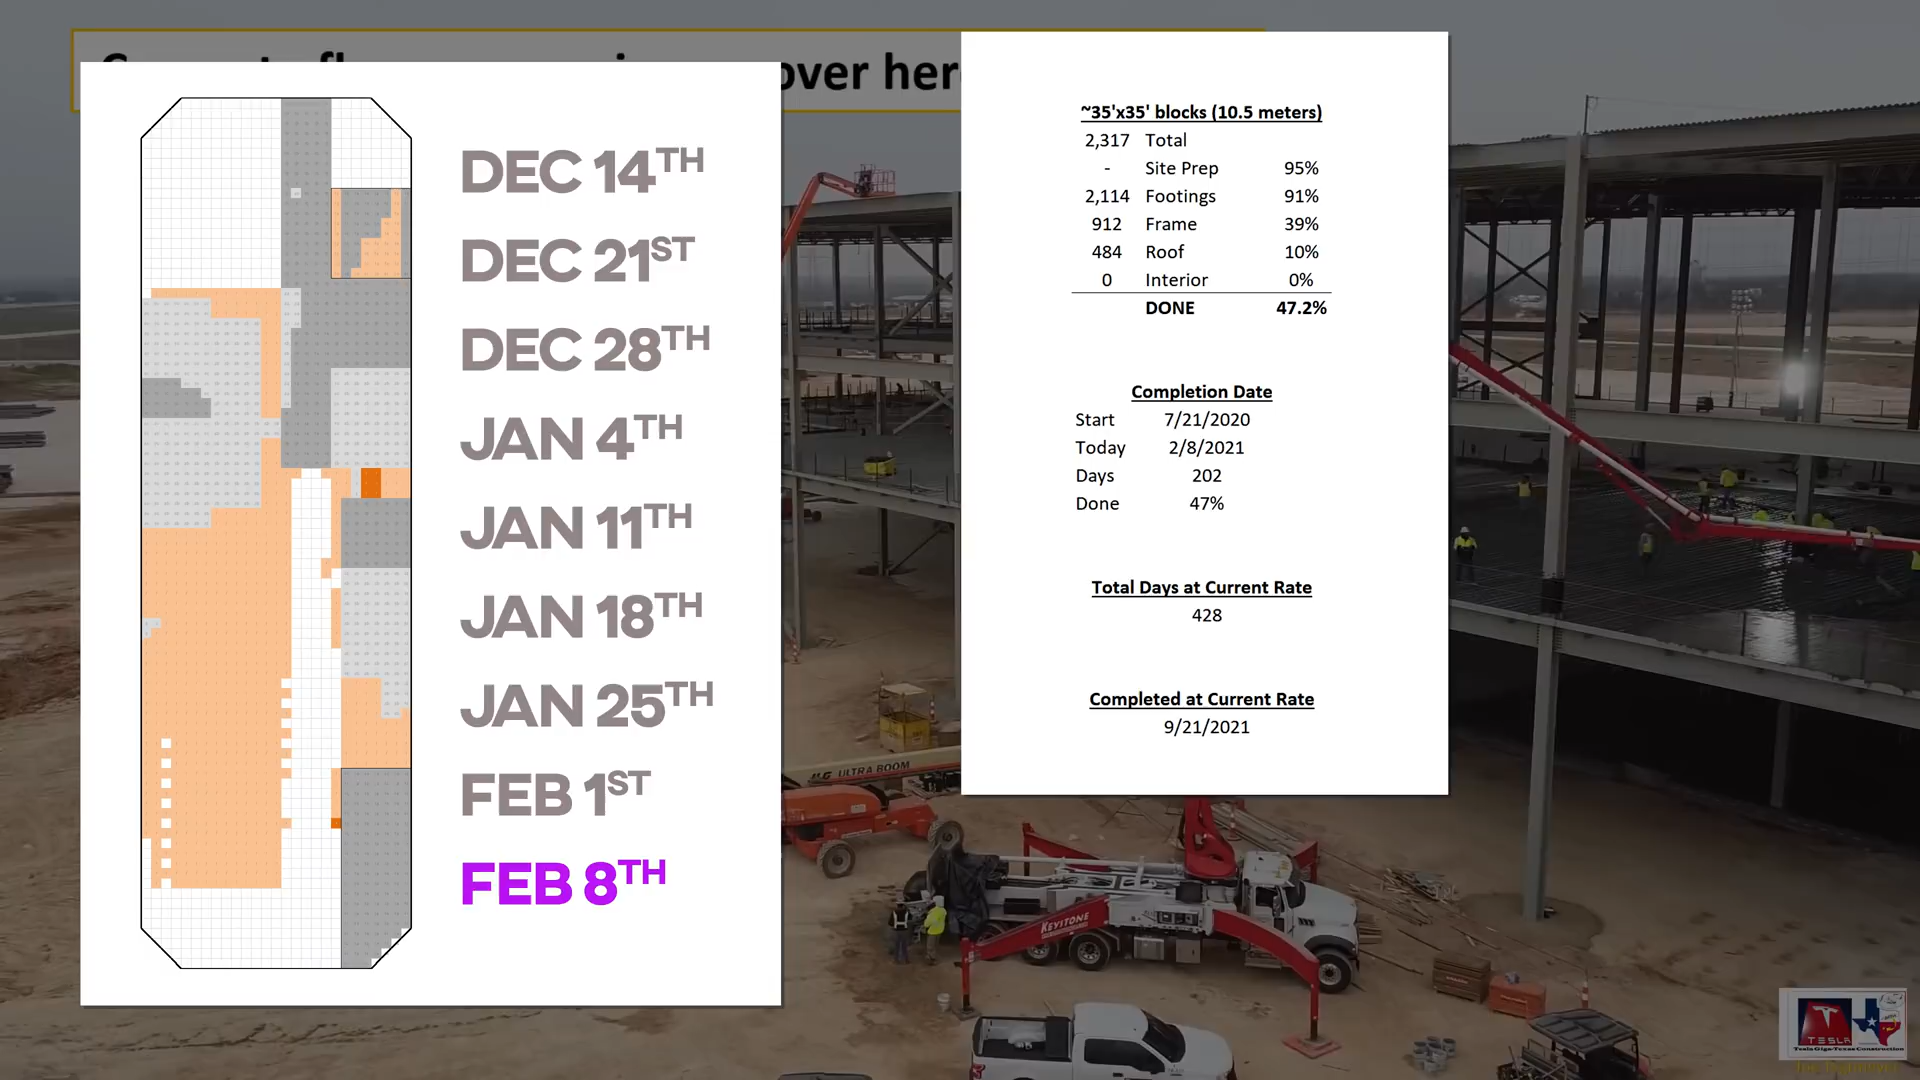 over her
DEC 14TH
DEC 21ST
DEC 28TH
JAN 4TH
JAN 11TH
JAN 18TH
JAN 25TH
FEB 1ST
FEB 8TH
~35'x35' blocks (10.5 meters)
2,317 Total
- Site Prep 95%
2,114 Footings 91%
912 Frame 39%
484 Roof 10%
0 Interior 0%
DONE 47.2%
Completion Date
Start 7/21/2020
Today 2/8/2021
Days 202
Done 47%
Total Days at Current Rate
428
Completed at Current Rate
9/21/2021
ULTRA BOOM
KEYSTONE
TESLA
Tesla Giga Texas Construction